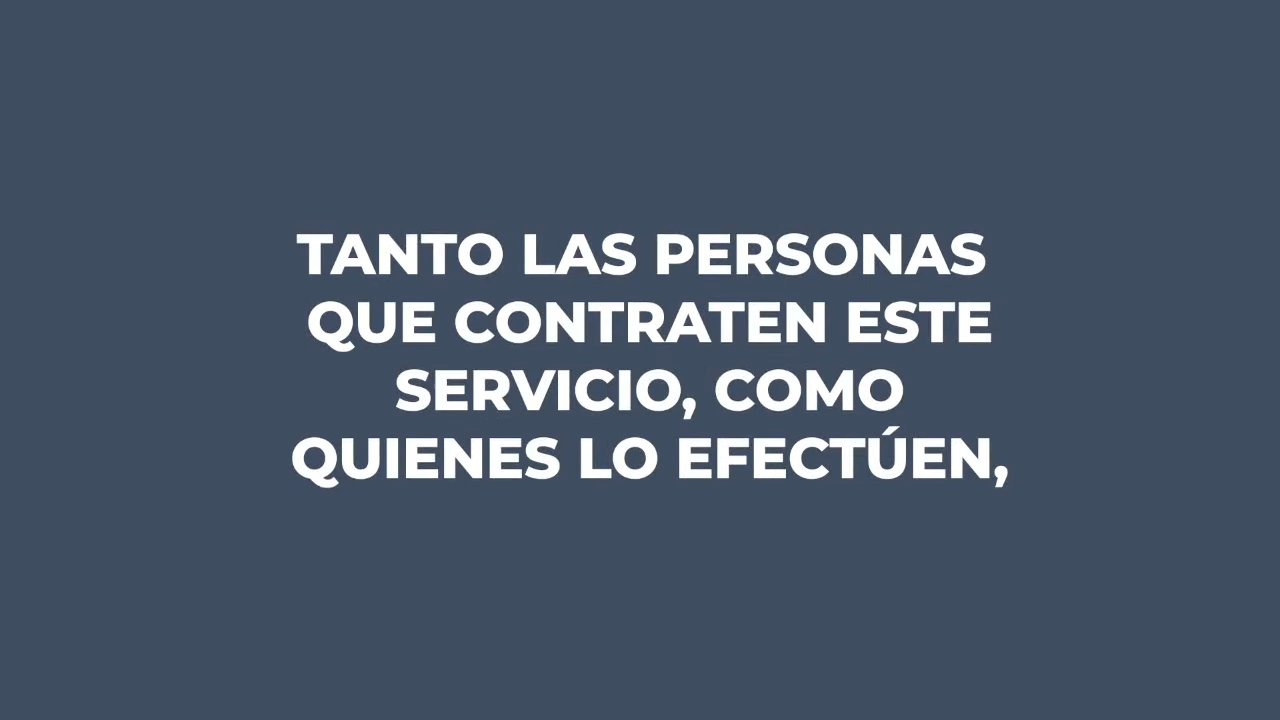 TANTO LAS PERSONAS
QUE CONTRATEN ESTE
SERVICIO, COMO
QUIENES LO EFECTÚEN,